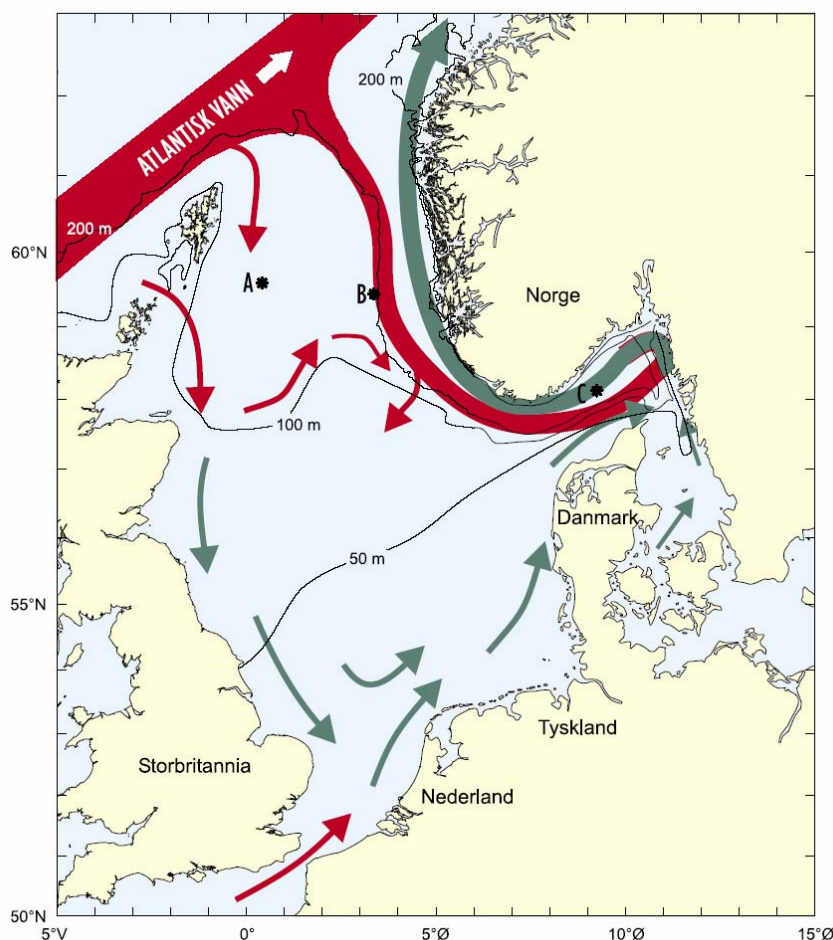 200 m
ATLANTISK VANN
200 m
60°N
A
B
Norge
C
100 m
Danmark
50 m
55°N
Tyskland
Storbritannia
Nederland
50°N
5°V
0°
5°Ø
10°Ø
15°Ø